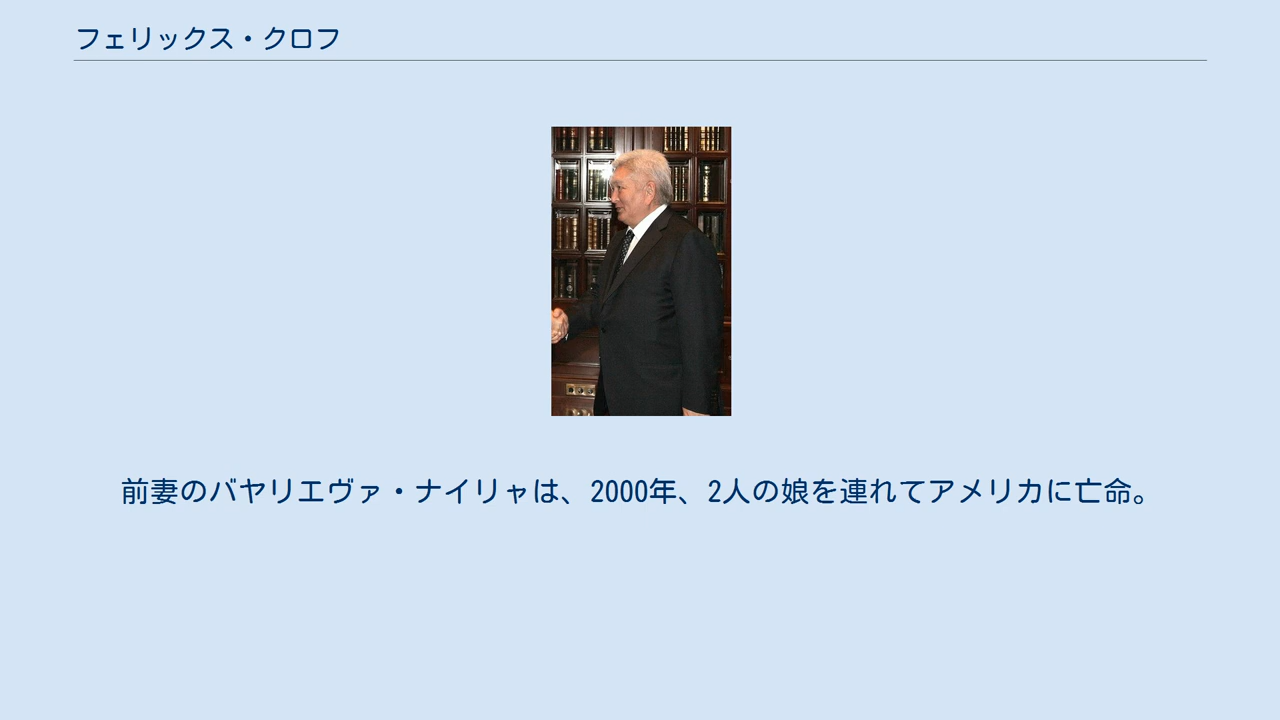 フェリックス・クロフ
前妻のバヤリエヴァ・ナイリャは、2000年、2人の娘を連れてアメリカに亡命。